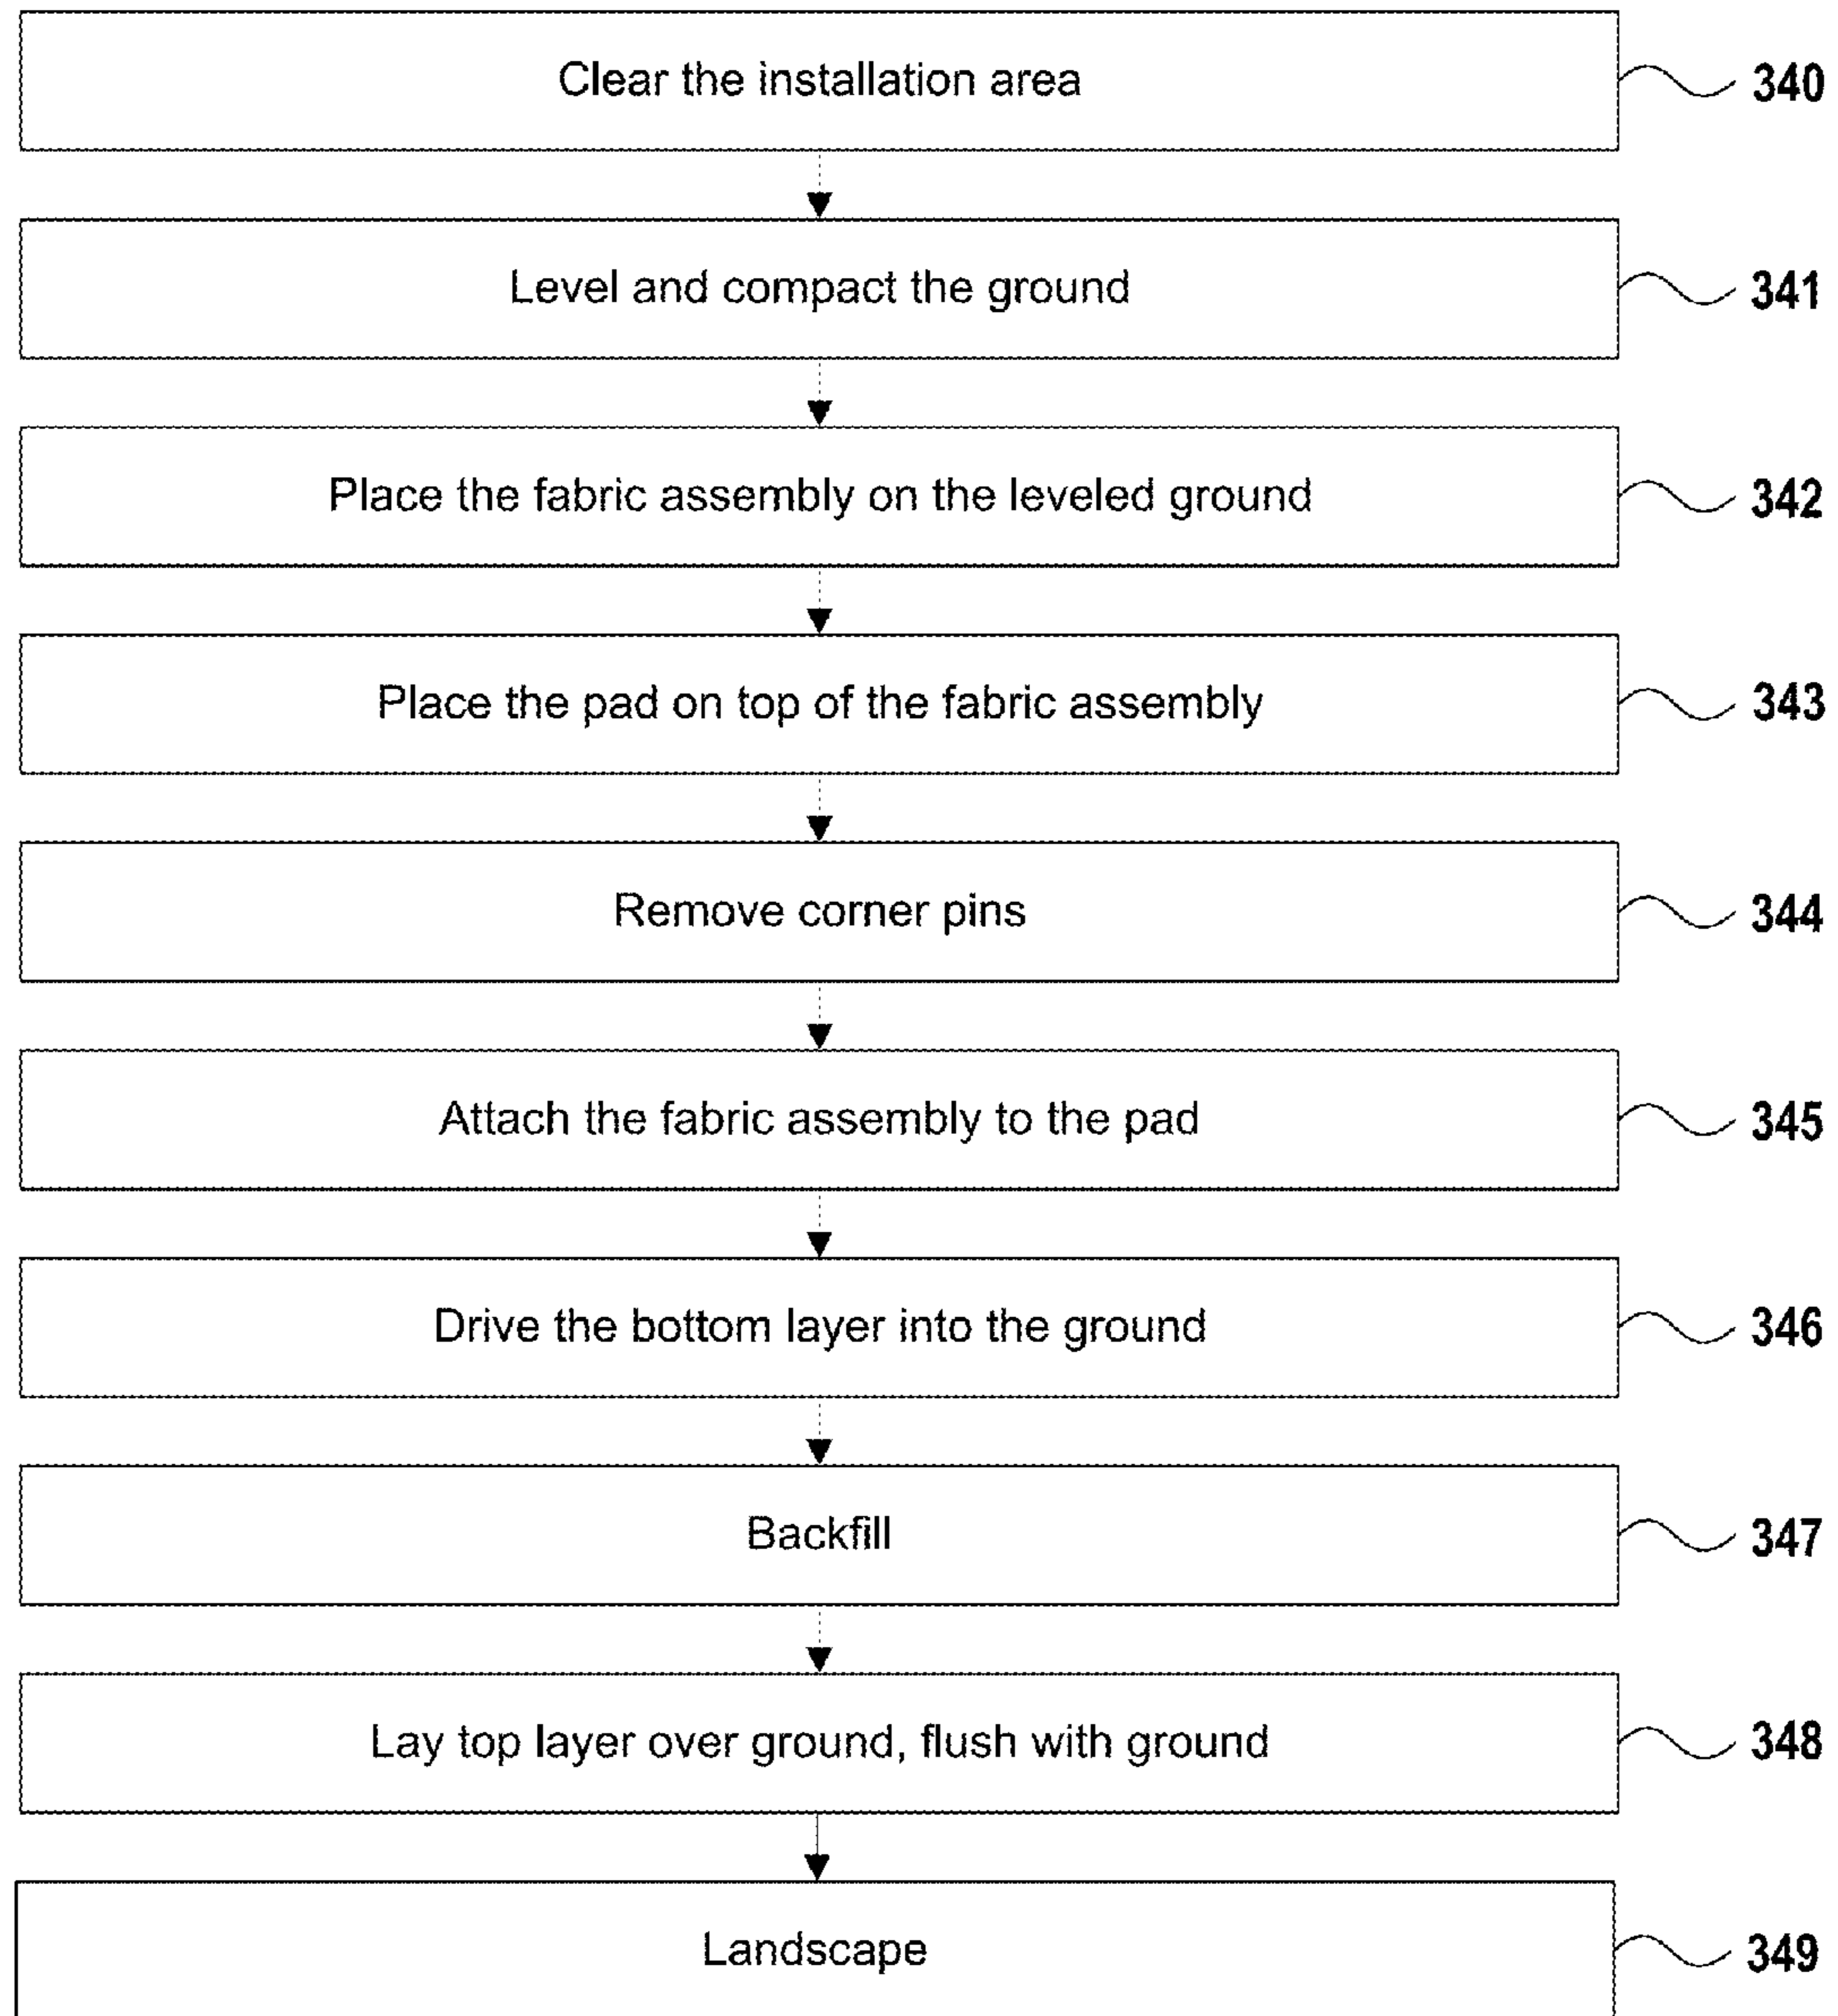 Clear the installation area 340
Level and compact the ground 341
Place the fabric assembly on the leveled ground 342
Place the pad on top of the fabric assembly 343
Remove corner pins 344
Attach the fabric assembly to the pad 345
Drive the bottom layer into the ground 346
Backfill 347
Lay top layer over ground, flush with ground 348
Landscape 349